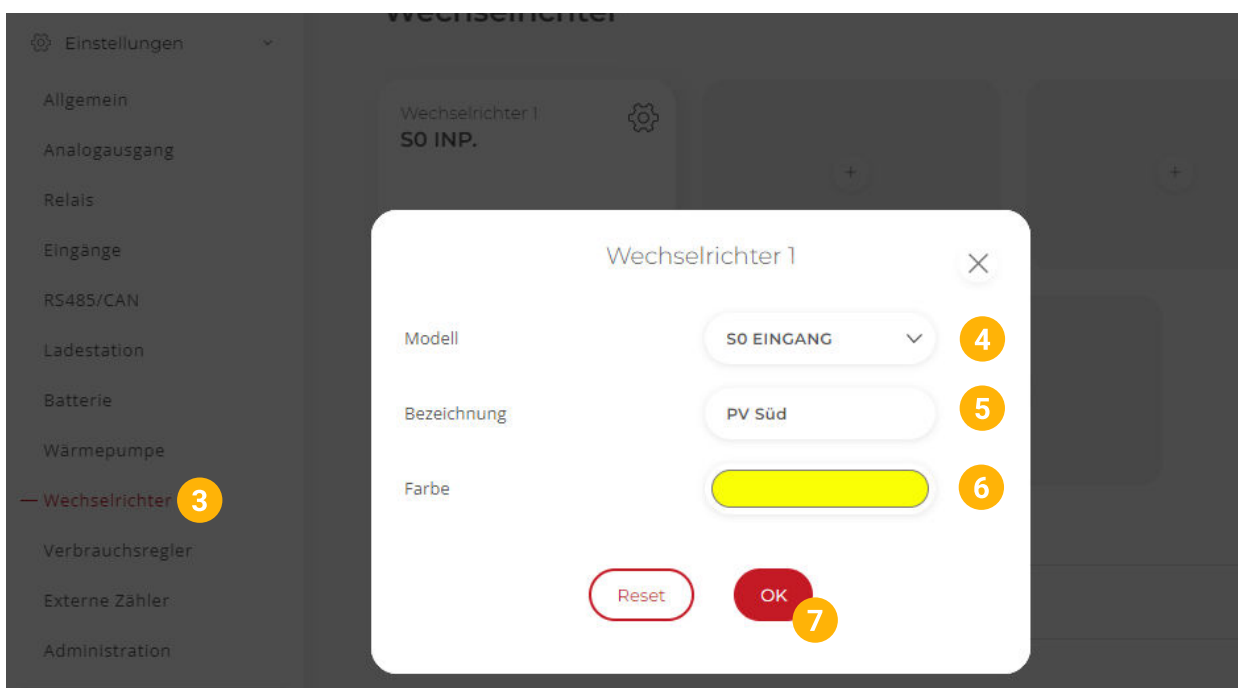 Wechselrichter
Einstellungen
Allgemein
Analogausgang
Relais
Eingänge
RS485/CAN
Ladestation
Batterie
Wärmepumpe
Wechselrichter 3
Verbrauchsregler
Externe Zähler
Administration
Wechselrichter 1
S0 INP.
+
+
Wechselrichter 1
Modell S0 EINGANG 4
Bezeichnung PV Süd 5
Farbe 6
Reset OK 7